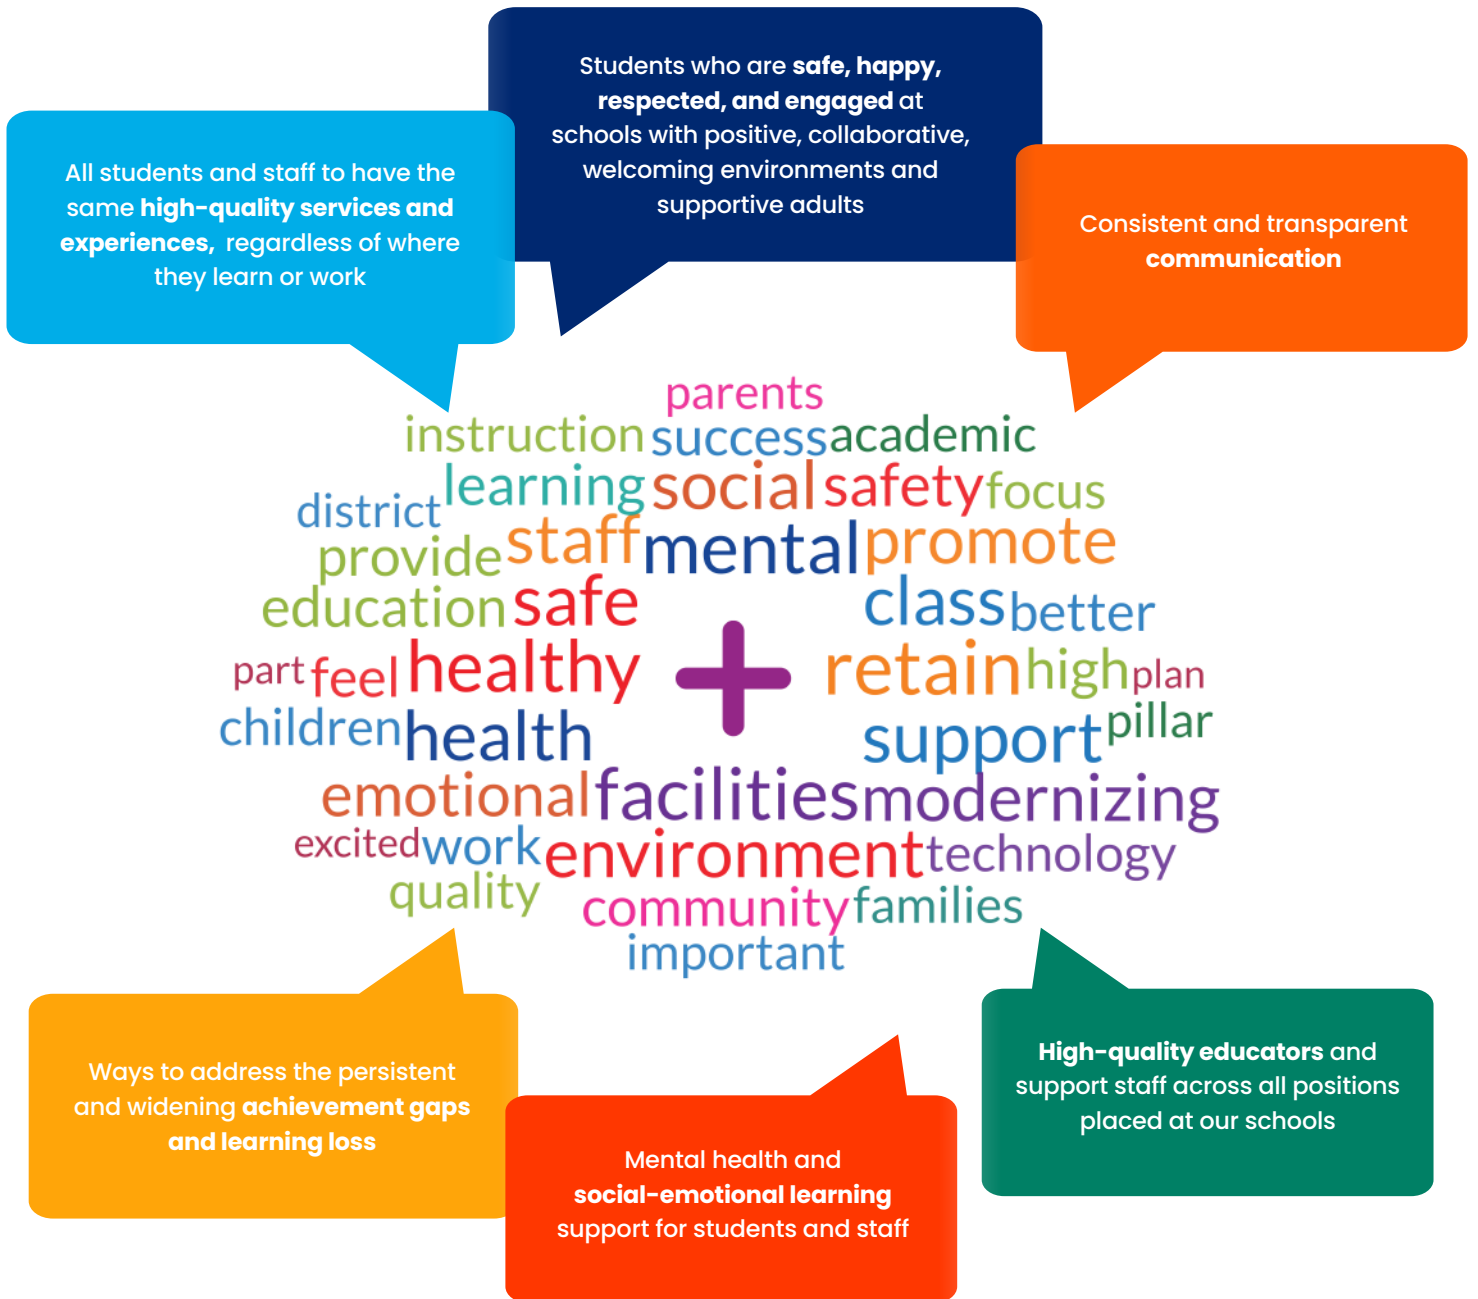 Students who are safe, happy,
respected, and engaged at
schools with positive, collaborative,
welcoming environments and
supportive adults
All students and staff to have the
same high-quality services and
experiences, regardless of where
they learn or work
Consistent and transparent
communication
parents
instruction success academic
learning social safety focus
district
staff mental promote
provide
education safe class better
part feel healthy retain high plan
children health support pillar
emotional facilities modernizing
excited work environment technology
quality
community families
important
Ways to address the persistent
and widening achievement gaps
and learning loss
Mental health and
social-emotional learning
support for students and staff
High-quality educators and
support staff across all positions
placed at our schools